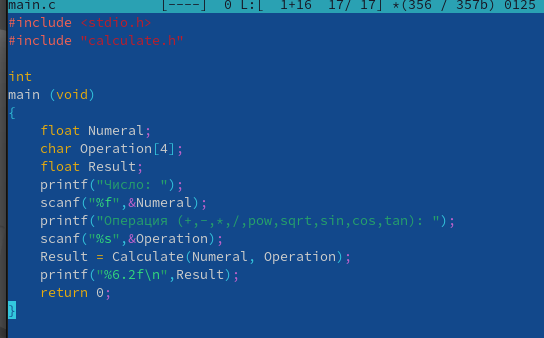 main.c [----] 0 L:[ 1+16 17/ 17] *(356 / 357b) 0125
#include <stdio.h>
#include "calculate.h"
int
main (void)
{
float Numeral;
char Operation[4];
float Result;
printf("Число: ");
scanf("%f",&Numeral);
printf("Операция (+,-,*,/,pow,sqrt,sin,cos,tan): ");
scanf("%s",&Operation);
Result = Calculate(Numeral, Operation);
printf("%6.2f\n",Result);
return 0;
}